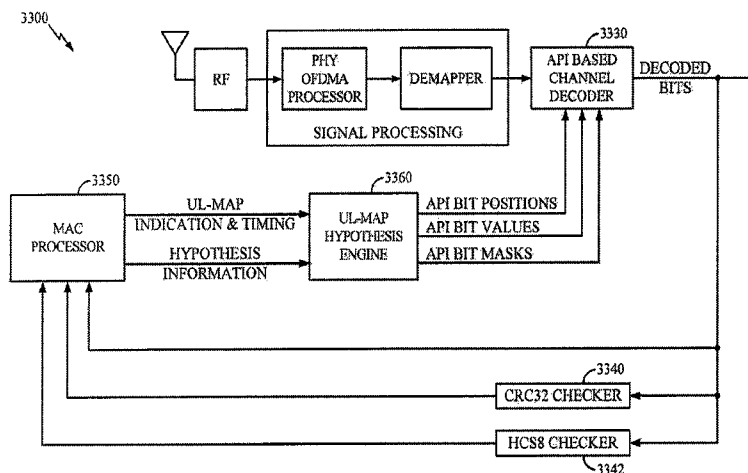 3300
RF
PHY
OFDMA
PROCESSOR
DEMAPPER
SIGNAL PROCESSING
3330
API BASED
CHANNEL
DECODER
DECODED
BITS
3350
MAC
PROCESSOR
UL-MAP
INDICATION & TIMING
HYPOTHESIS
INFORMATION
3360
UL-MAP
HYPOTHESIS
ENGINE
API BIT POSITIONS
API BIT VALUES
API BIT MASKS
3340
CRC32 CHECKER
HCS8 CHECKER
3342